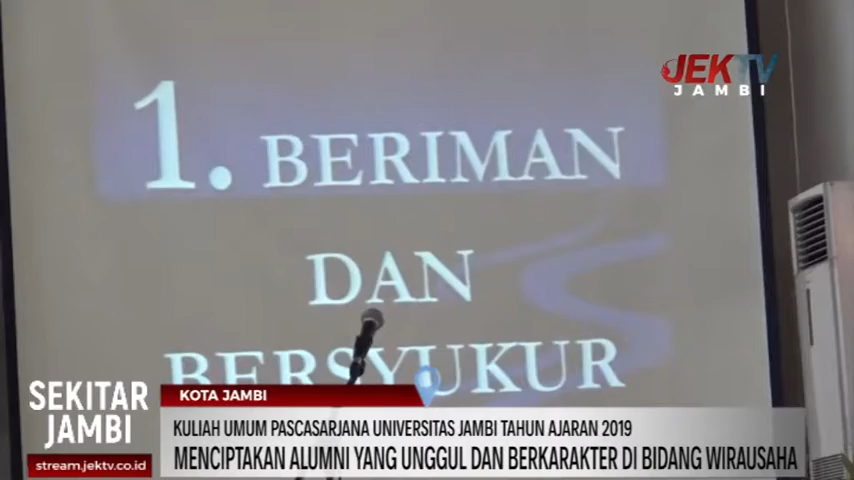 JEKTV
JAMBI
1. BERIMAN
DAN
BERSYUKUR
SEKITAR
JAMBI
stream.jektv.co.id
KOTA JAMBI
KULIAH UMUM PASCASARJANA UNIVERSITAS JAMBI TAHUN AJARAN 2019
MENCIPTAKAN ALUMNI YANG UNGGUL DAN BERKARAKTER DI BIDANG WIRAUSAHA